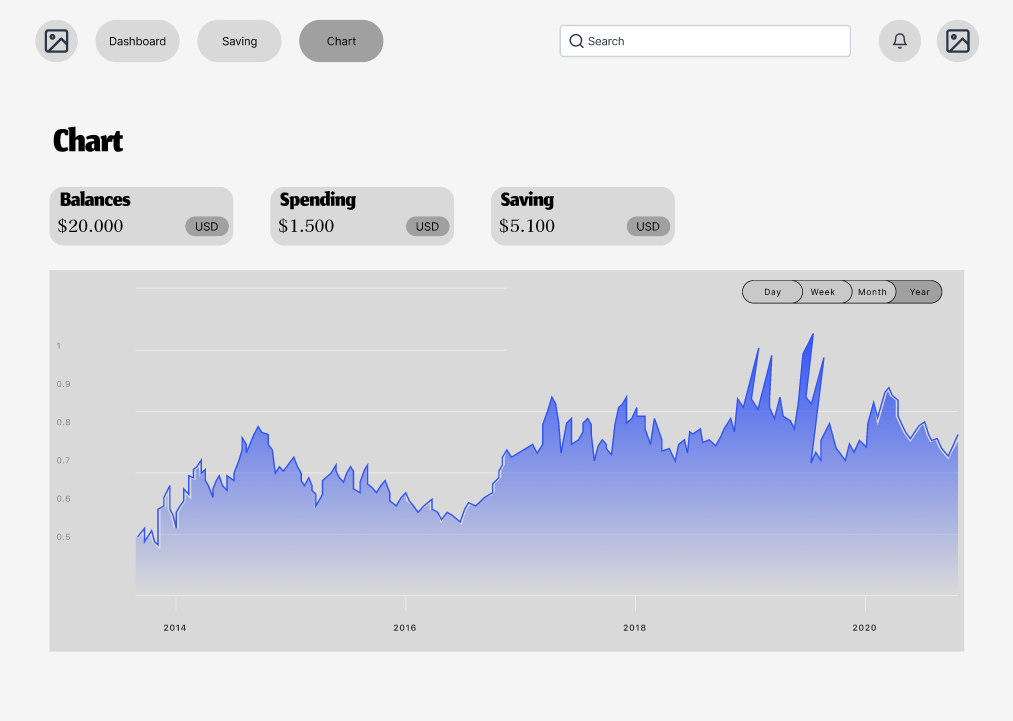 Dashboard Saving Chart Search
Chart
Balances Spending Saving
$20.000 USD $1.500 USD $5.100 USD
Day Week Month Year
1
0.9
0.8
0.7
0.6
0.5
2014 2016 2018 2020